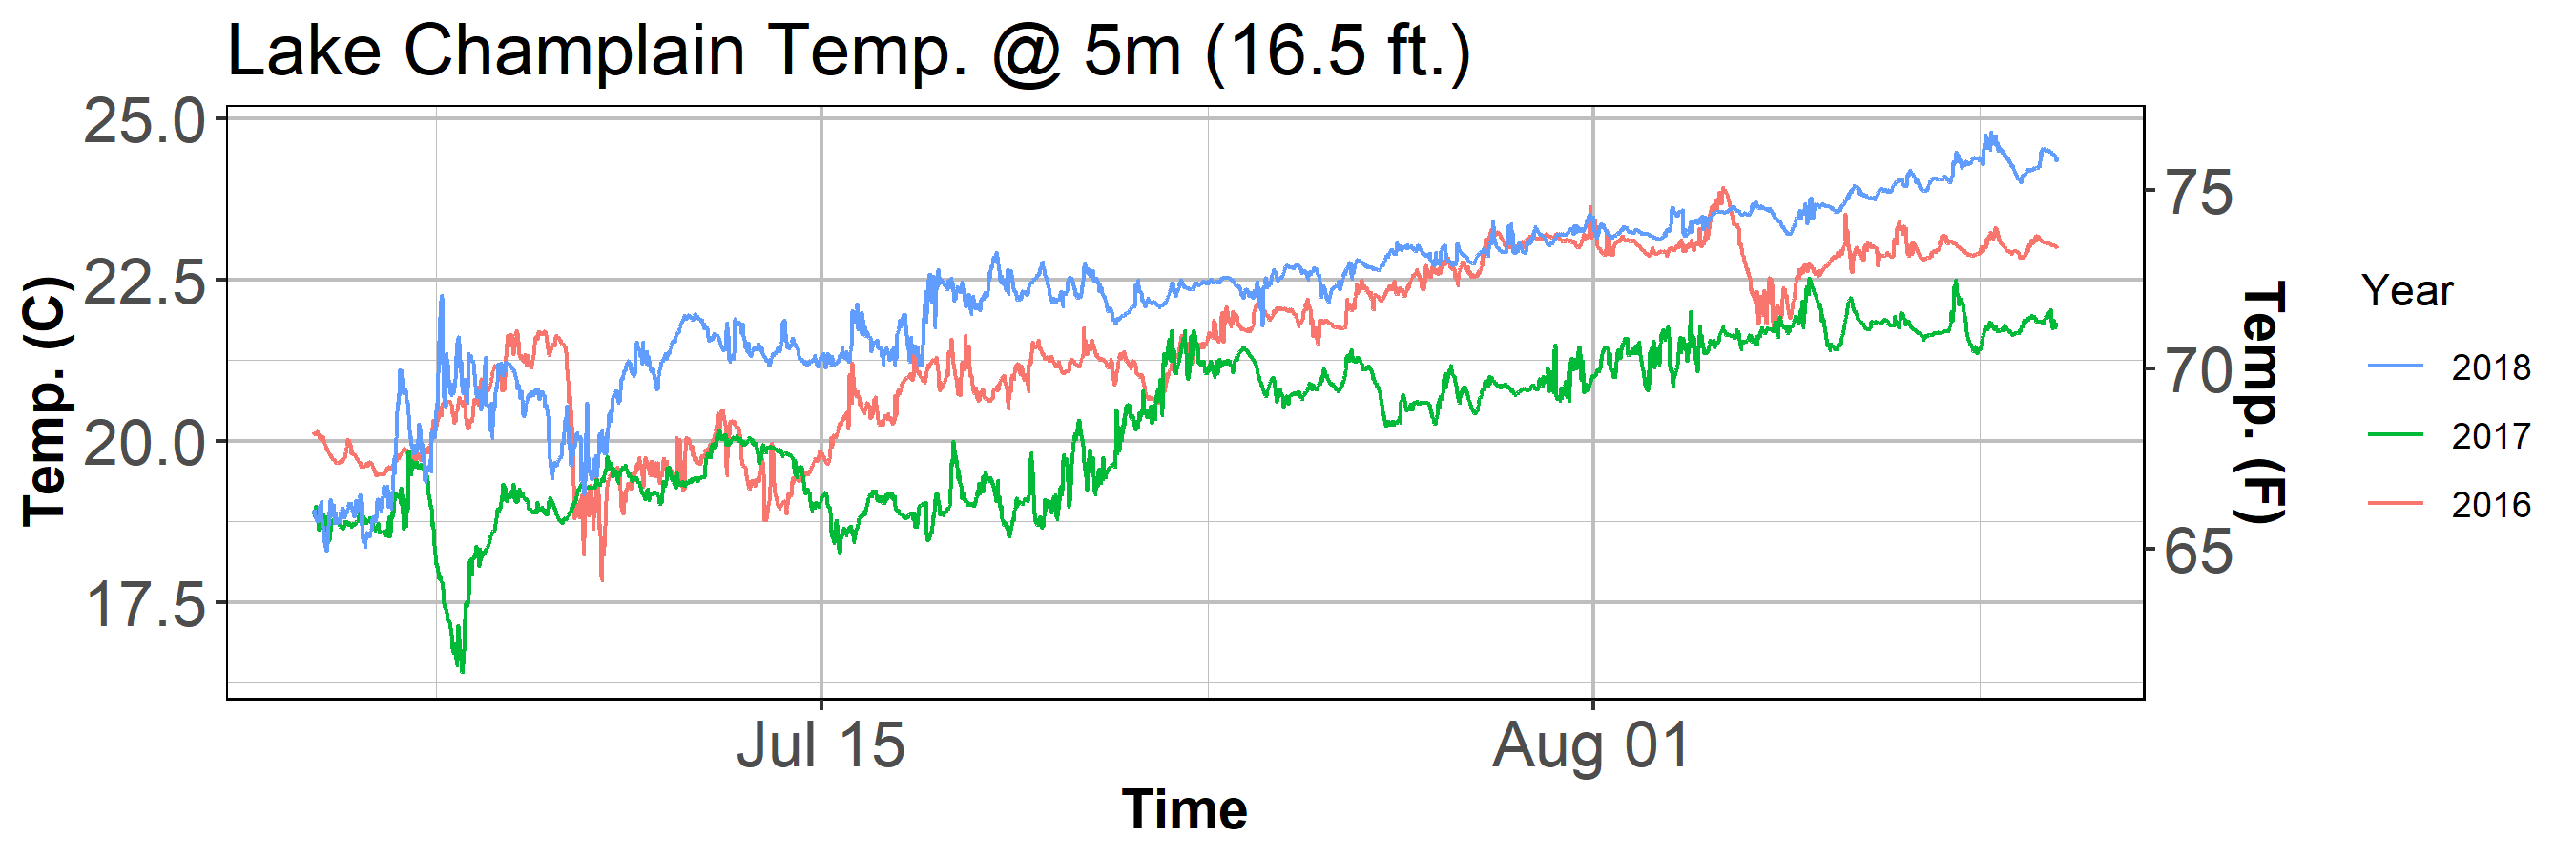 Lake Champlain Temp. @ 5m (16.5 ft.)
25.0
22.5
20.0
17.5
Temp. (C)
75
70
65
Temp. (F)
Jul 15
Aug 01
Time
Year
2018
2017
2016